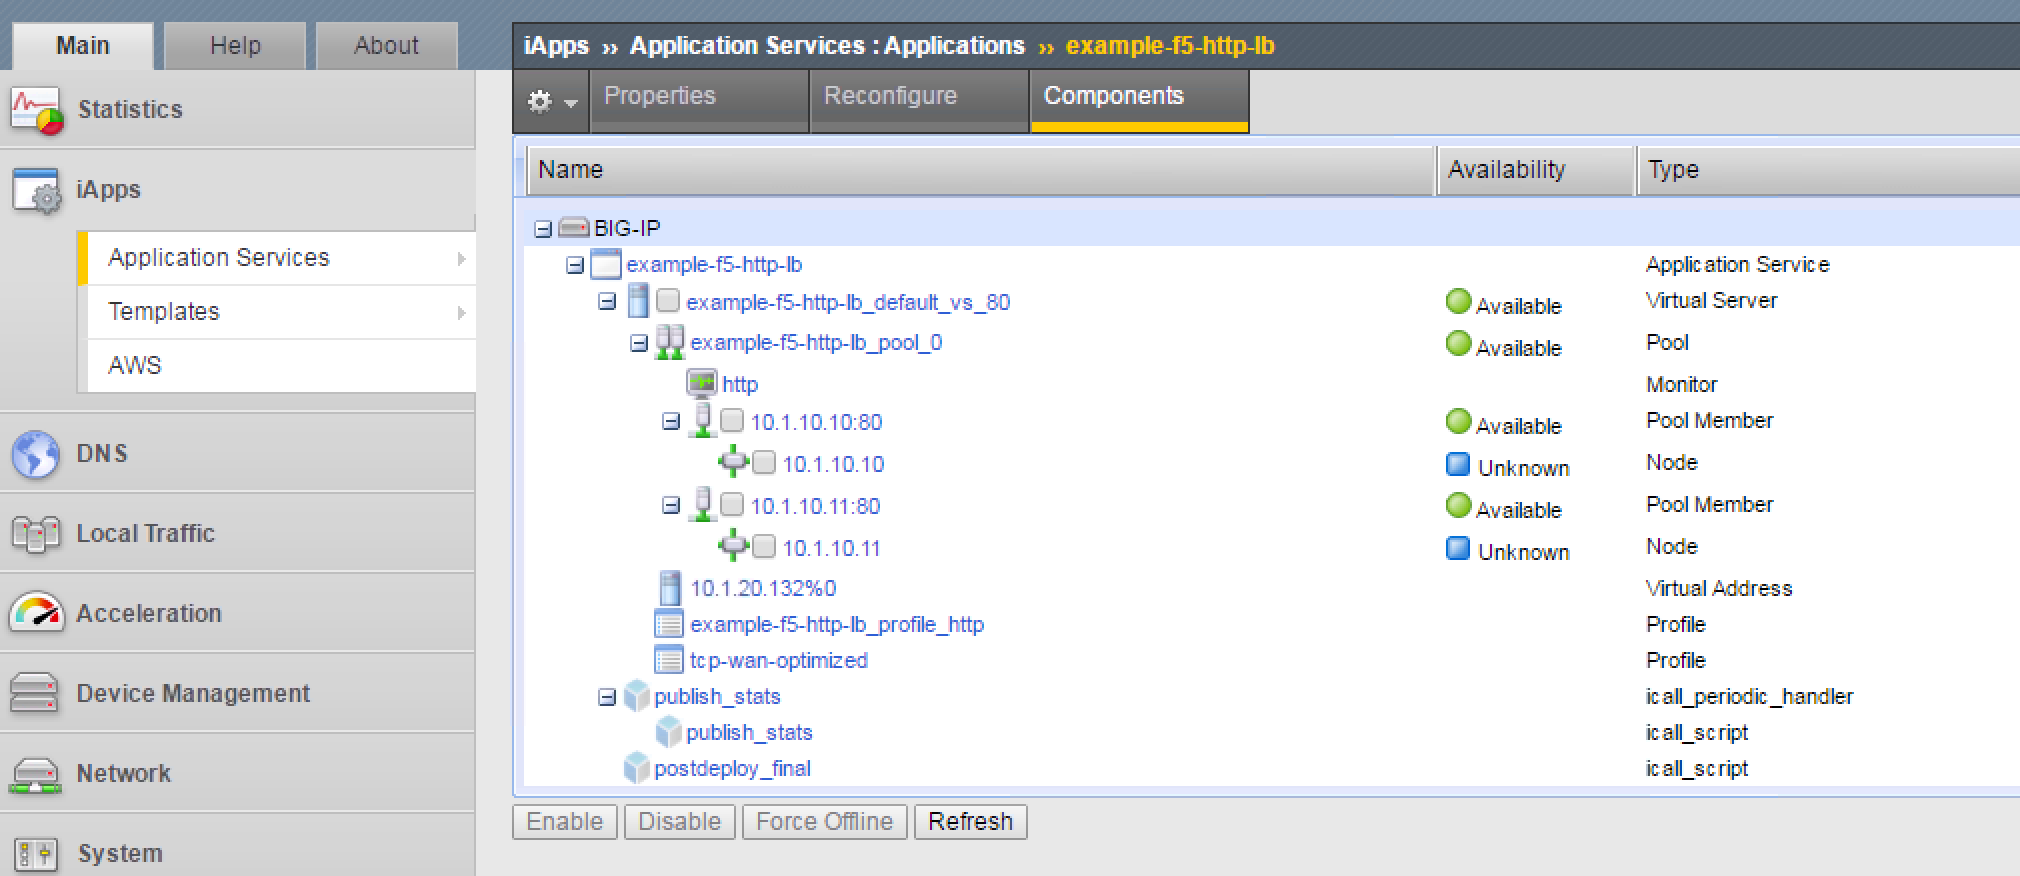 Main Help About
iApps ›› Application Services : Applications ›› example-f5-http-lb
Properties Reconfigure Components
Statistics
iApps
Application Services
Templates
AWS
DNS
Local Traffic
Acceleration
Device Management
Network
System
Name Availability Type
BIG-IP
example-f5-http-lb Application Service
example-f5-http-lb_default_vs_80 Available Virtual Server
example-f5-http-lb_pool_0 Available Pool
http Monitor
10.1.10.10:80 Available Pool Member
10.1.10.10 Unknown Node
10.1.10.11:80 Available Pool Member
10.1.10.11 Unknown Node
10.1.20.132%0 Virtual Address
example-f5-http-lb_profile_http Profile
tcp-wan-optimized Profile
publish_stats icall_periodic_handler
publish_stats icall_script
postdeploy_final icall_script
Enable Disable Force Offline Refresh